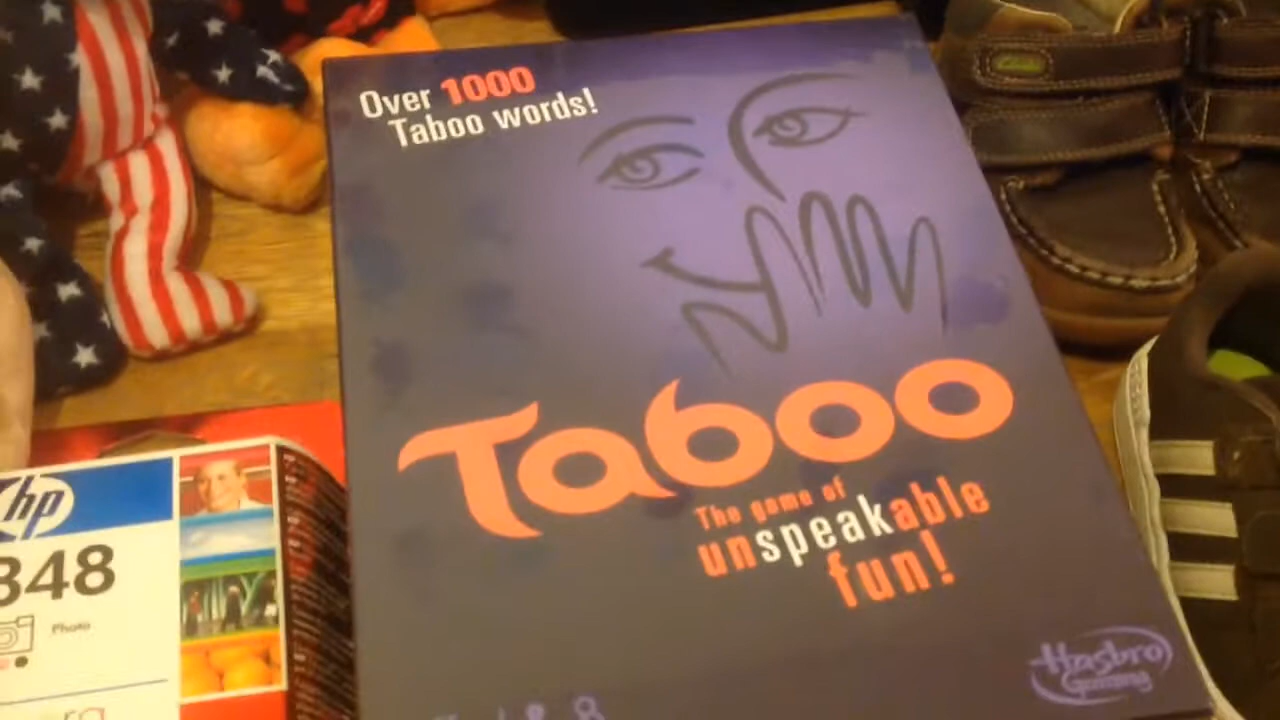 Over 1000
Taboo words!
Taboo
The game of
unspeakable
fun!
Hasbro
Gaming
hp
348
Photo